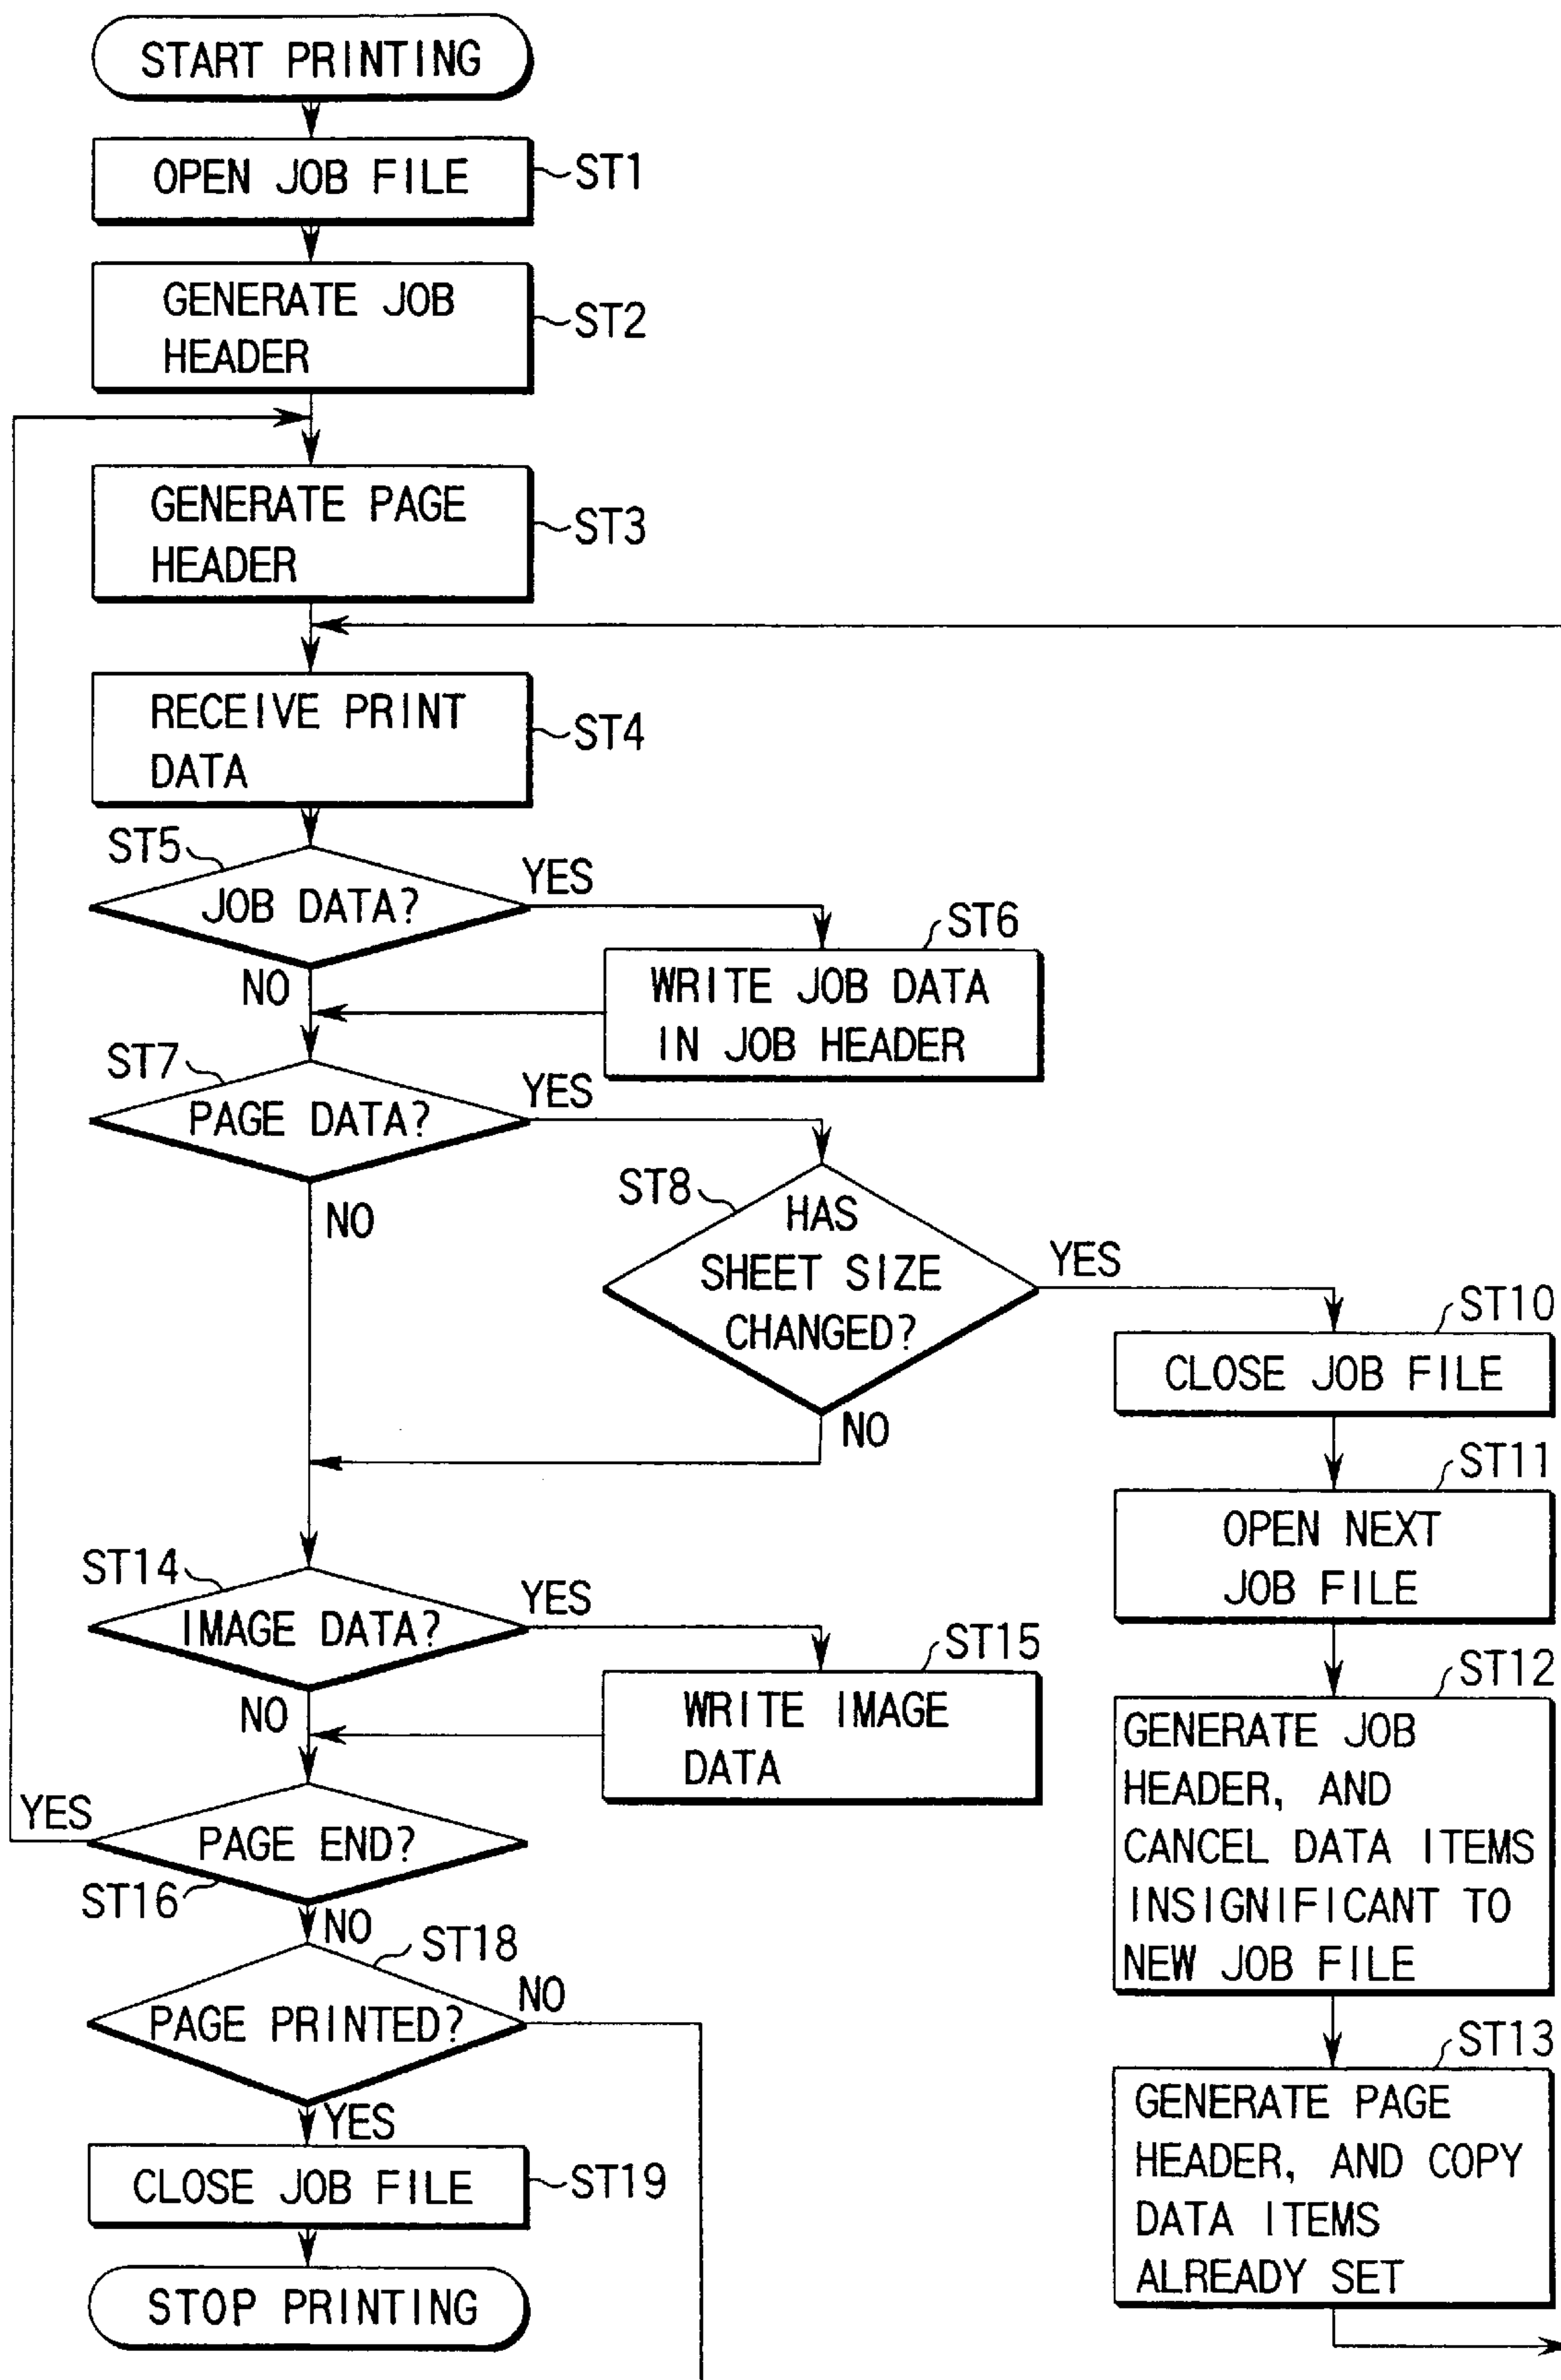 START PRINTING
OPEN JOB FILE
ST1
GENERATE JOB
HEADER
ST2
GENERATE PAGE
HEADER
ST3
RECEIVE PRINT
DATA
ST4
ST5
JOB DATA?
YES
NO
ST6
WRITE JOB DATA
IN JOB HEADER
ST7
PAGE DATA?
YES
NO
ST8
HAS
SHEET SIZE
CHANGED?
YES
NO
ST10
CLOSE JOB FILE
ST11
OPEN NEXT
JOB FILE
ST12
GENERATE JOB
HEADER, AND
CANCEL DATA ITEMS
INSIGNIFICANT TO
NEW JOB FILE
ST13
GENERATE PAGE
HEADER, AND COPY
DATA ITEMS
ALREADY SET
ST14
IMAGE DATA?
YES
NO
ST15
WRITE IMAGE
DATA
YES
PAGE END?
ST16
NO
ST18
PAGE PRINTED?
NO
YES
CLOSE JOB FILE
ST19
STOP PRINTING